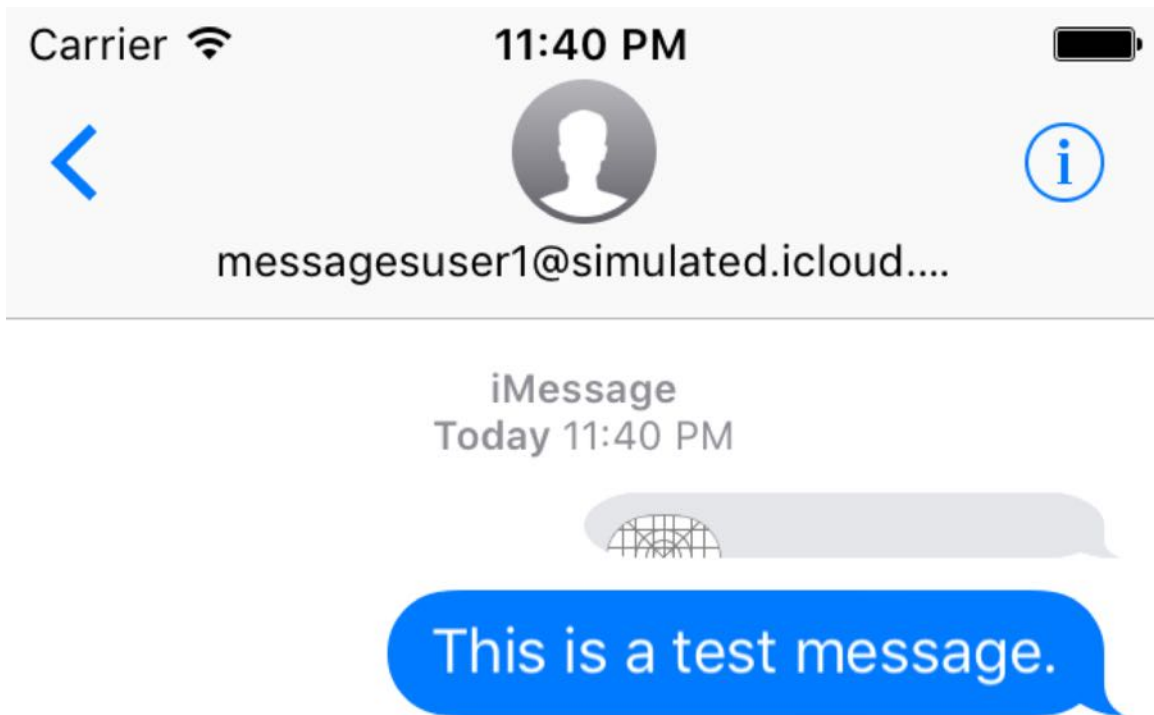 Carrier 11:40 PM
messagesuser1@simulated.icloud....
iMessage
Today 11:40 PM
This is a test message.